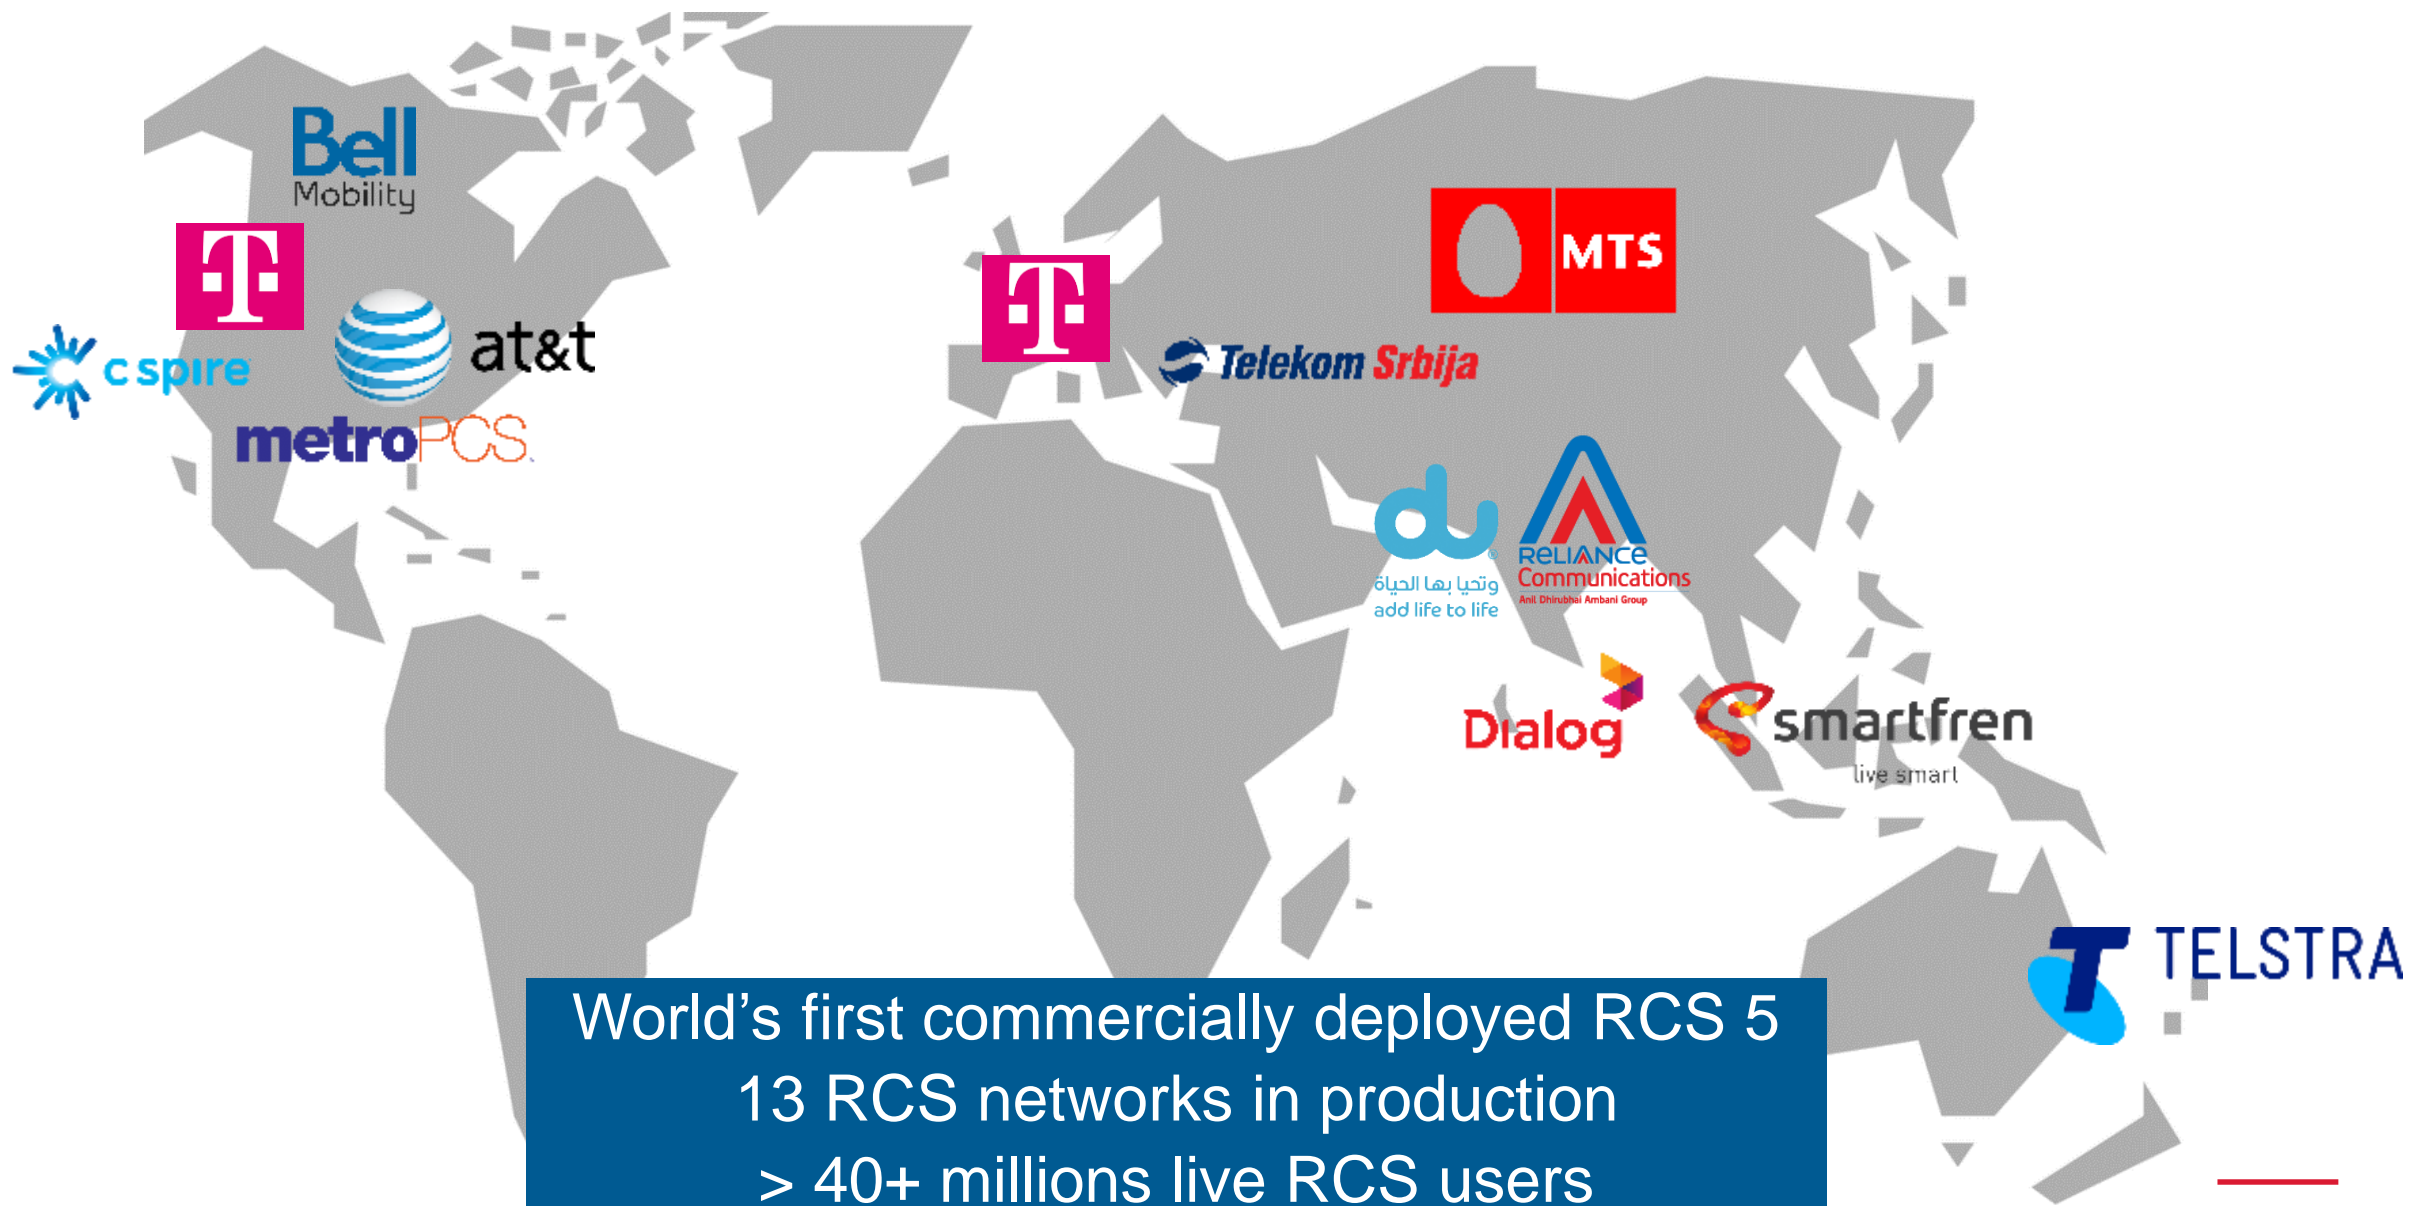 Bell
Mobility
T
at&t
c spire
metroPCS.
T
MTS
Telekom Srbija
du
وتحيا بها الحياة
add life to life
RELIANCE
Communications
Anil Dhirubhai Ambani Group
Dialog
smartfren
live smart
T TELSTRA
World’s first commercially deployed RCS 5
13 RCS networks in production
> 40+ millions live RCS users